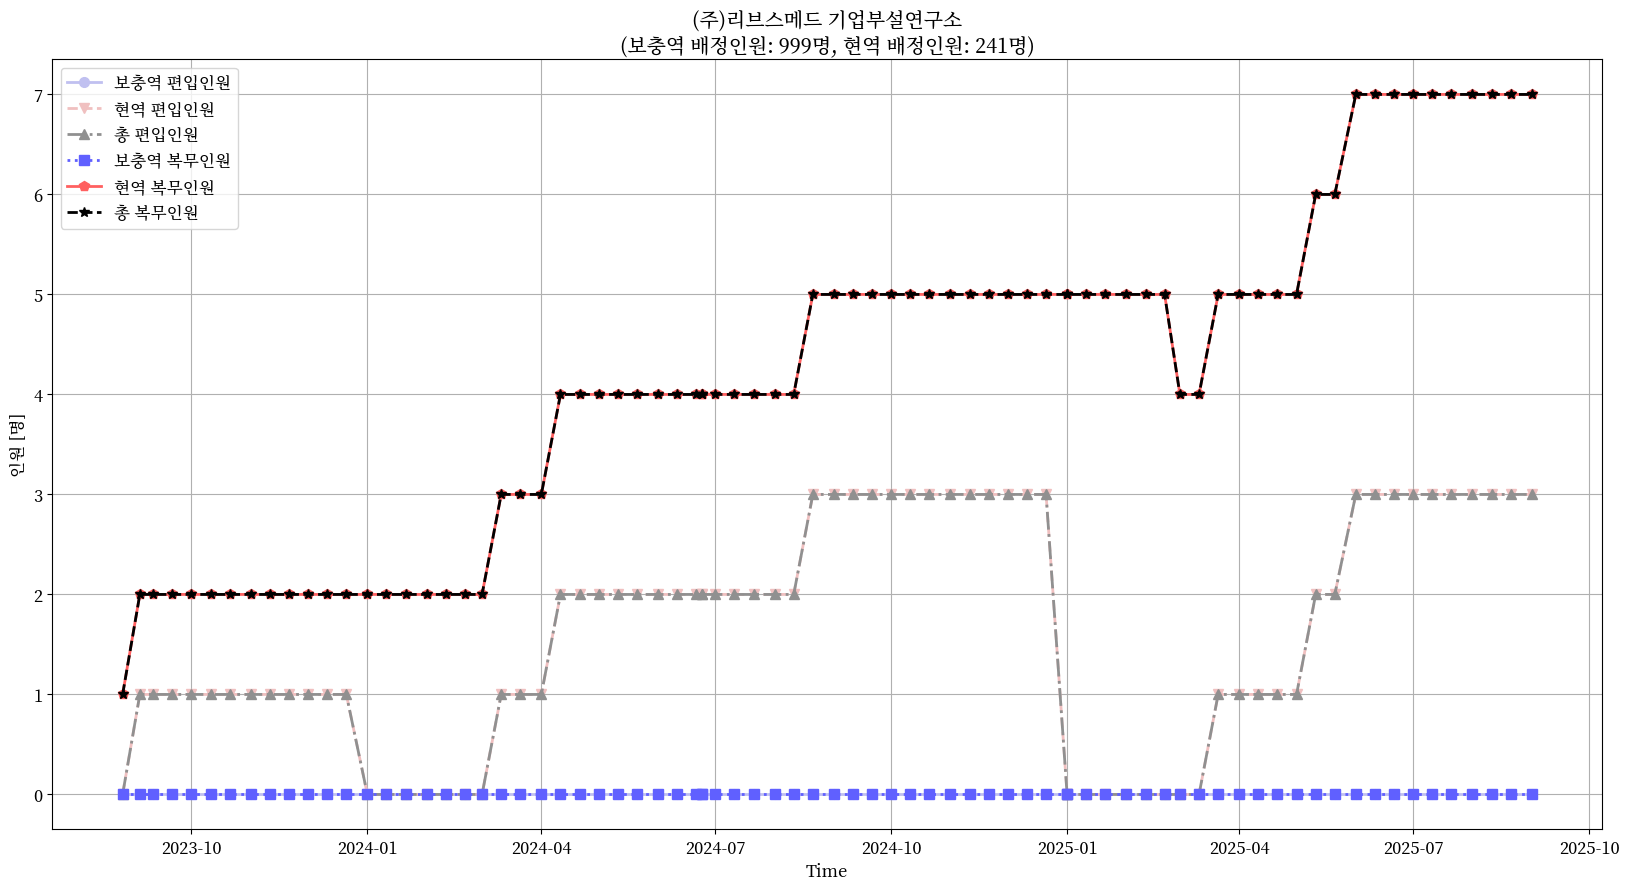 (주)리브스메드 기업부설연구소
(보충역 배정인원: 999명, 현역 배정인원: 241명)
보충역 편입인원
현역 편입인원
총 편입인원
보충역 복무인원
현역 복무인원
총 복무인원
7
6
5
4
3
2
1
0
인원 [명]
2023-10
2024-01
2024-04
2024-07
2024-10
2025-01
2025-04
2025-07
2025-10
Time